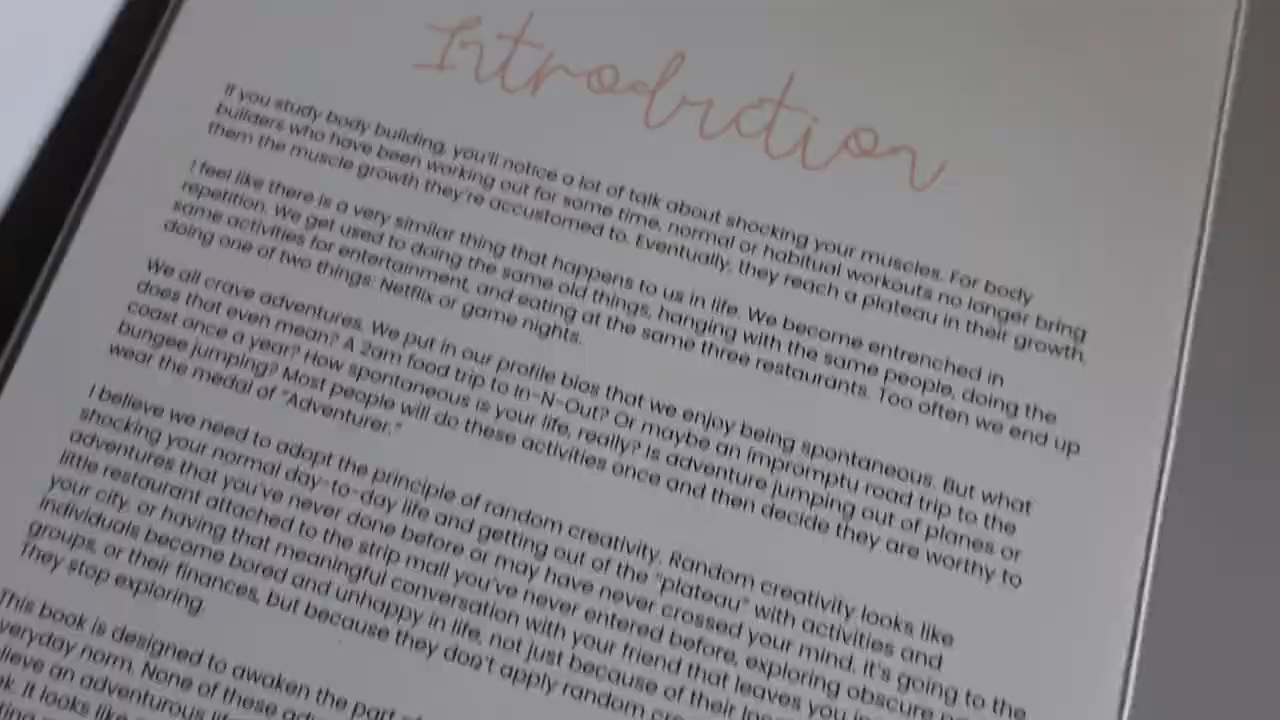 Introduction
If you study body building, you'll notice a lot of talk about shocking your muscles. For body
builders who have been working out for some time, normal or habitual workouts no longer bring
them the muscle growth they're accustomed to. Eventually, they reach a plateau in their growth.
I feel like there is a very similar thing that happens to us in life. We become entrenched in
repetition. We get used to doing the same old things, hanging with the same people, doing the
same activities for entertainment, and eating at the same three restaurants. Too often we end up
doing one of two things: Netflix or game nights.
We all crave adventures. We put in our profile bios that we enjoy being spontaneous. But what
does that even mean? A 2am food trip to In-N-Out? Or maybe an impromptu road trip to the
coast once a year? How spontaneous is your life, really? Is adventure jumping out of planes or
bungee jumping? Most people will do these activities once and then decide they are worthy to
wear the medal of "Adventurer."
I believe we need to adopt the principle of random creativity. Random creativity looks like
shocking your normal day-to-day life and getting out of the "plateau" with activities and
adventures that you've never done before or may have never crossed your mind. It's going to the
little restaurant attached to the strip mall you've never entered before, exploring obscure
your city, or having that meaningful conversation with your friend that leaves you
individuals become bored and unhappy in life, not just because of their
groups, or their finances, but because they don't apply random
They stop exploring.
This book is designed to awaken the part
everyday norm. None of these
an adventurous
It looks like